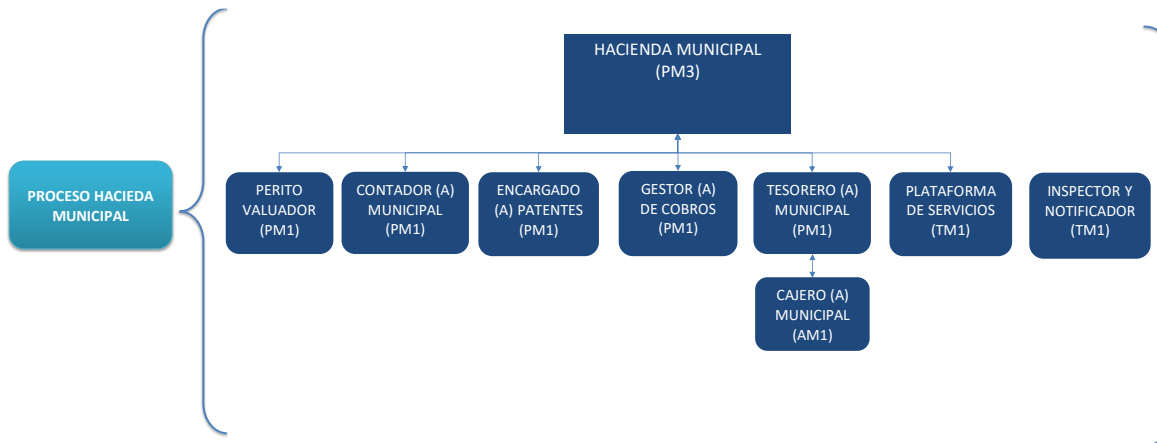 HACIENDA MUNICIPAL
(PM3)
PROCESO HACIEDA
MUNICIPAL
PERITO
VALUADOR
(PM1)
CONTADOR (A)
MUNICIPAL
(PM1)
ENCARGADO
(A) PATENTES
(PM1)
GESTOR (A)
DE COBROS
(PM1)
TESORERO (A)
MUNICIPAL
(PM1)
PLATAFORMA
DE SERVICIOS
(TM1)
INSPECTOR Y
NOTIFICADOR
(TM1)
CAJERO (A)
MUNICIPAL
(AM1)